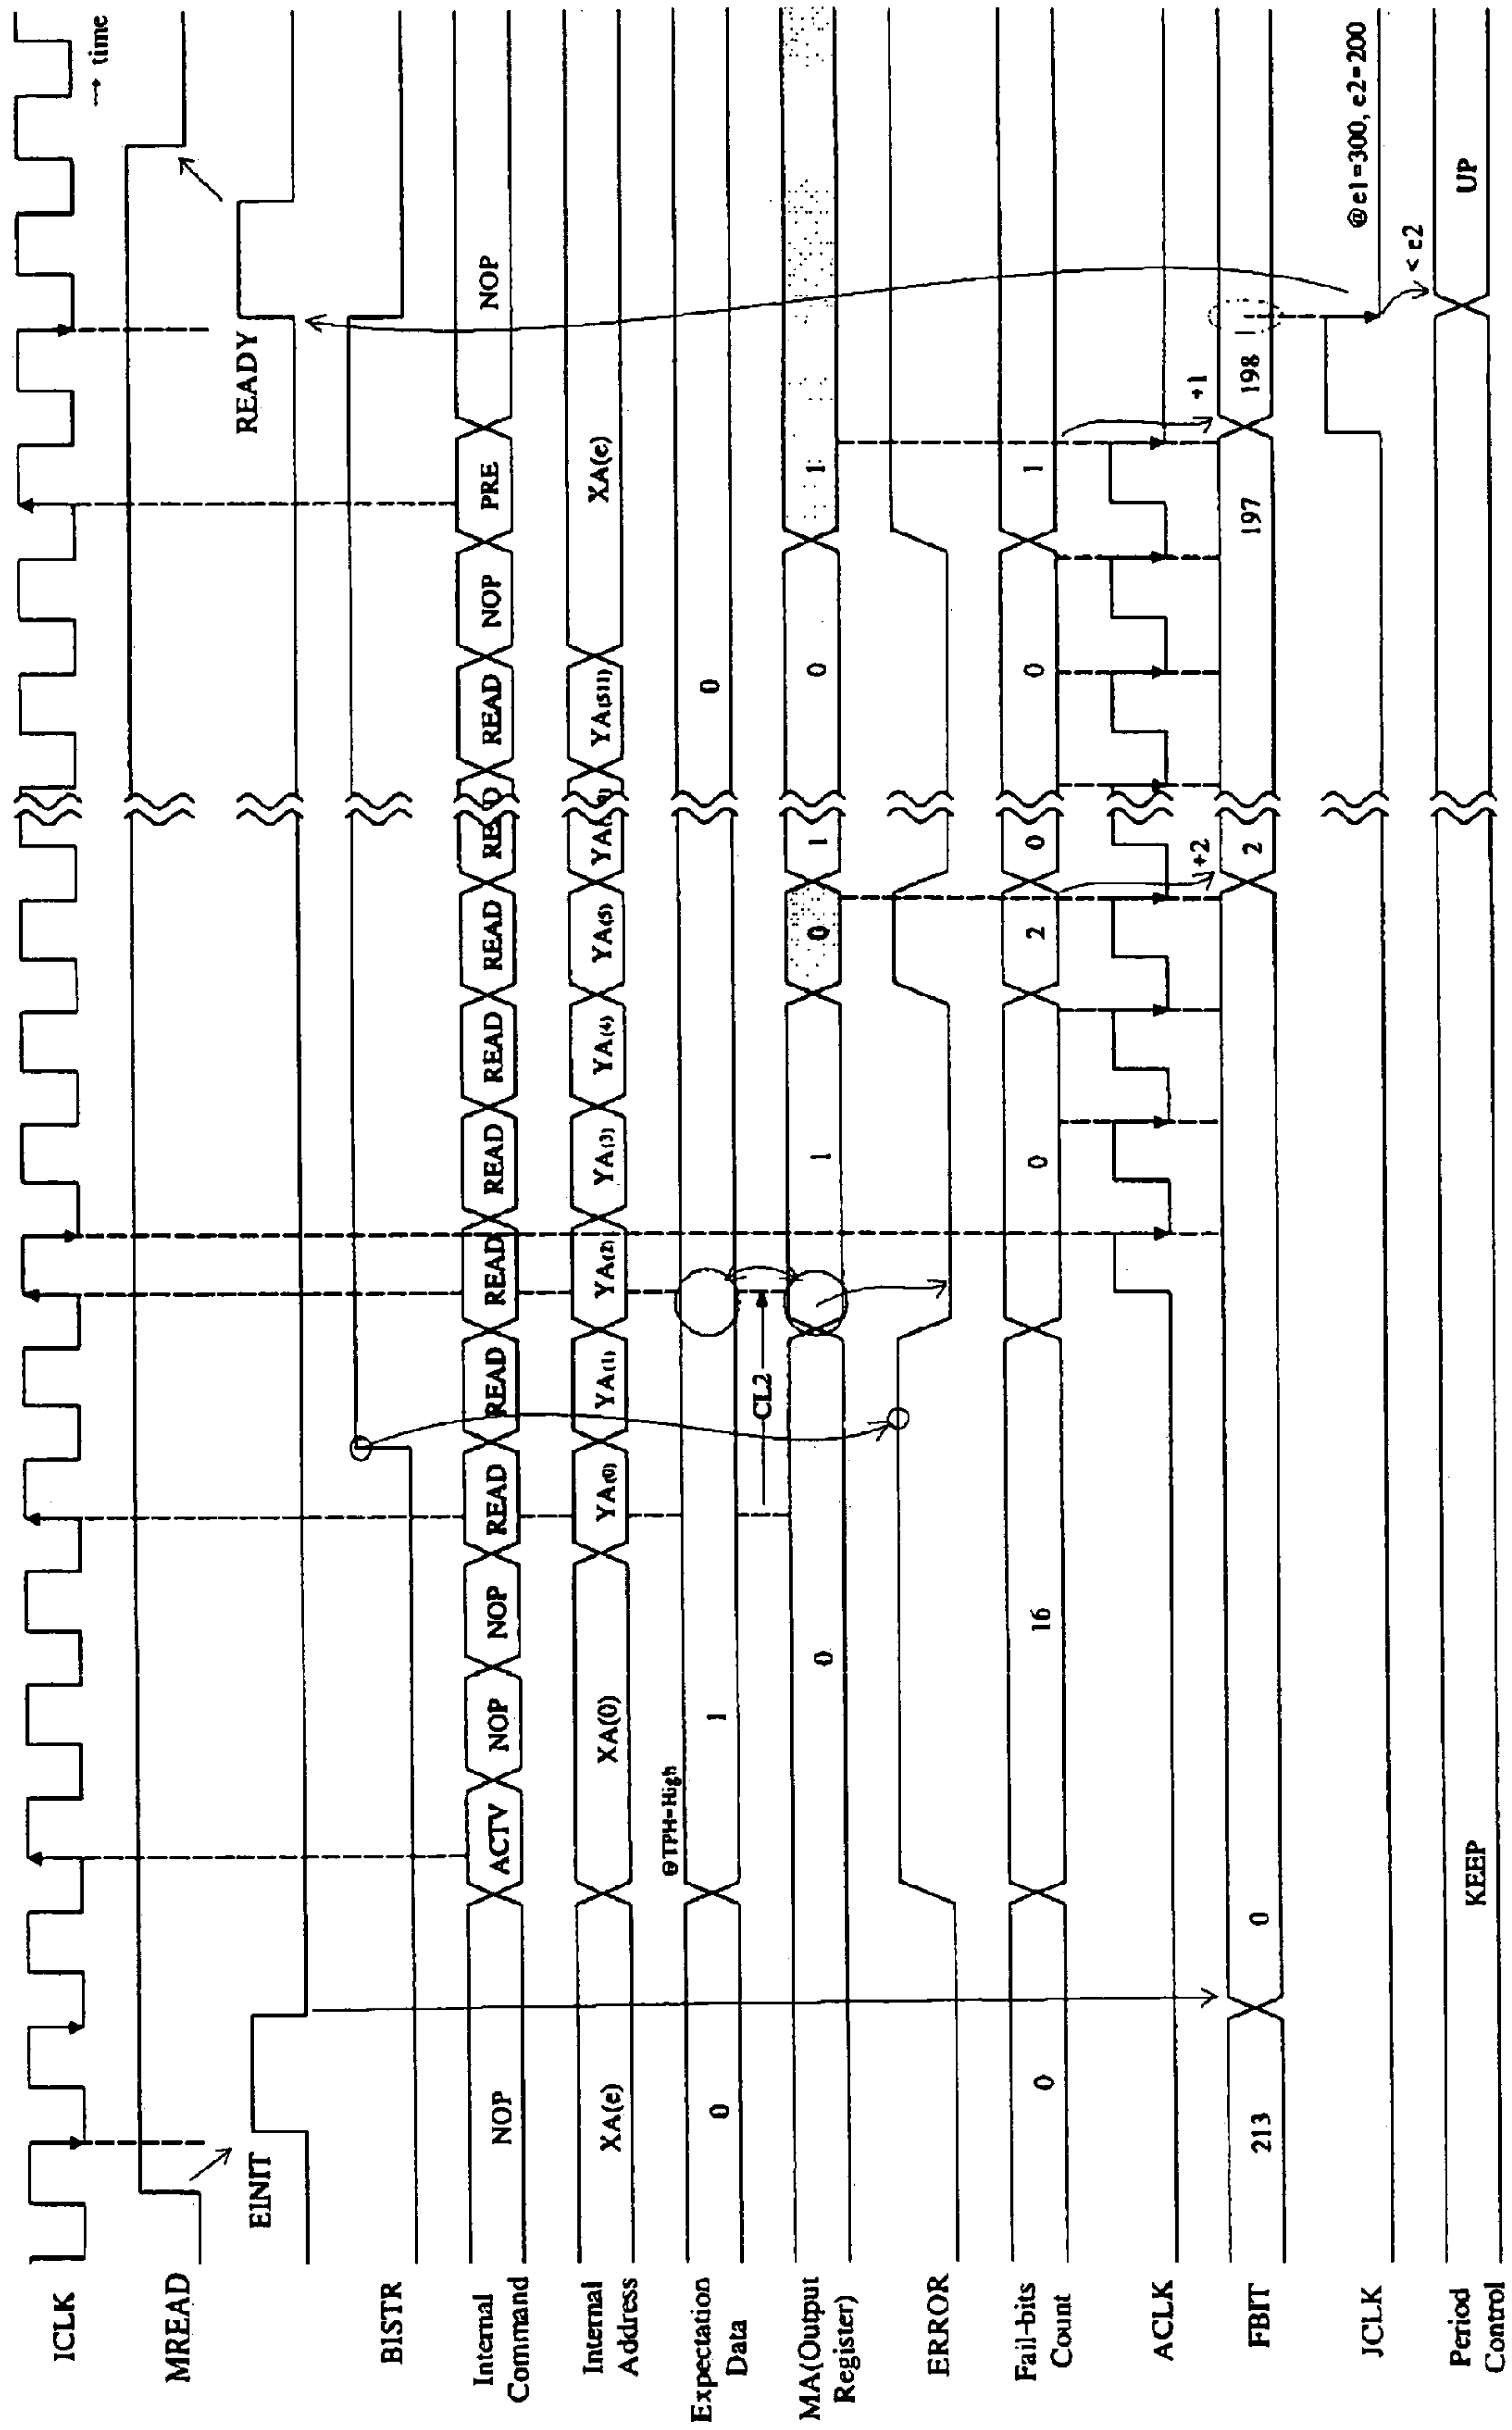 ICLK
→ time
MREAD
EINIT READY
BISTR
Internal
Command
NOP ACTV NOP NOP READ READ READ READ READ READ READ NOP PRE NOP
Internal
Address
XA(e) XA(0) YA(0) YA(1) YA(2) YA(3) YA(4) YA(5) YA(511) XA(e)
@TPH=High
Expectation
Data
0 1 0
CL2
MA(Output
Register)
0 1 0 1 0 1
ERROR
Fail-bits
Count
0 16 0 2 0 0 1
ACLK
+2 +1
FBIT
213 0 2 197 198
@e1=300, e2=200
JCLK
< e2
Period
Control
KEEP UP